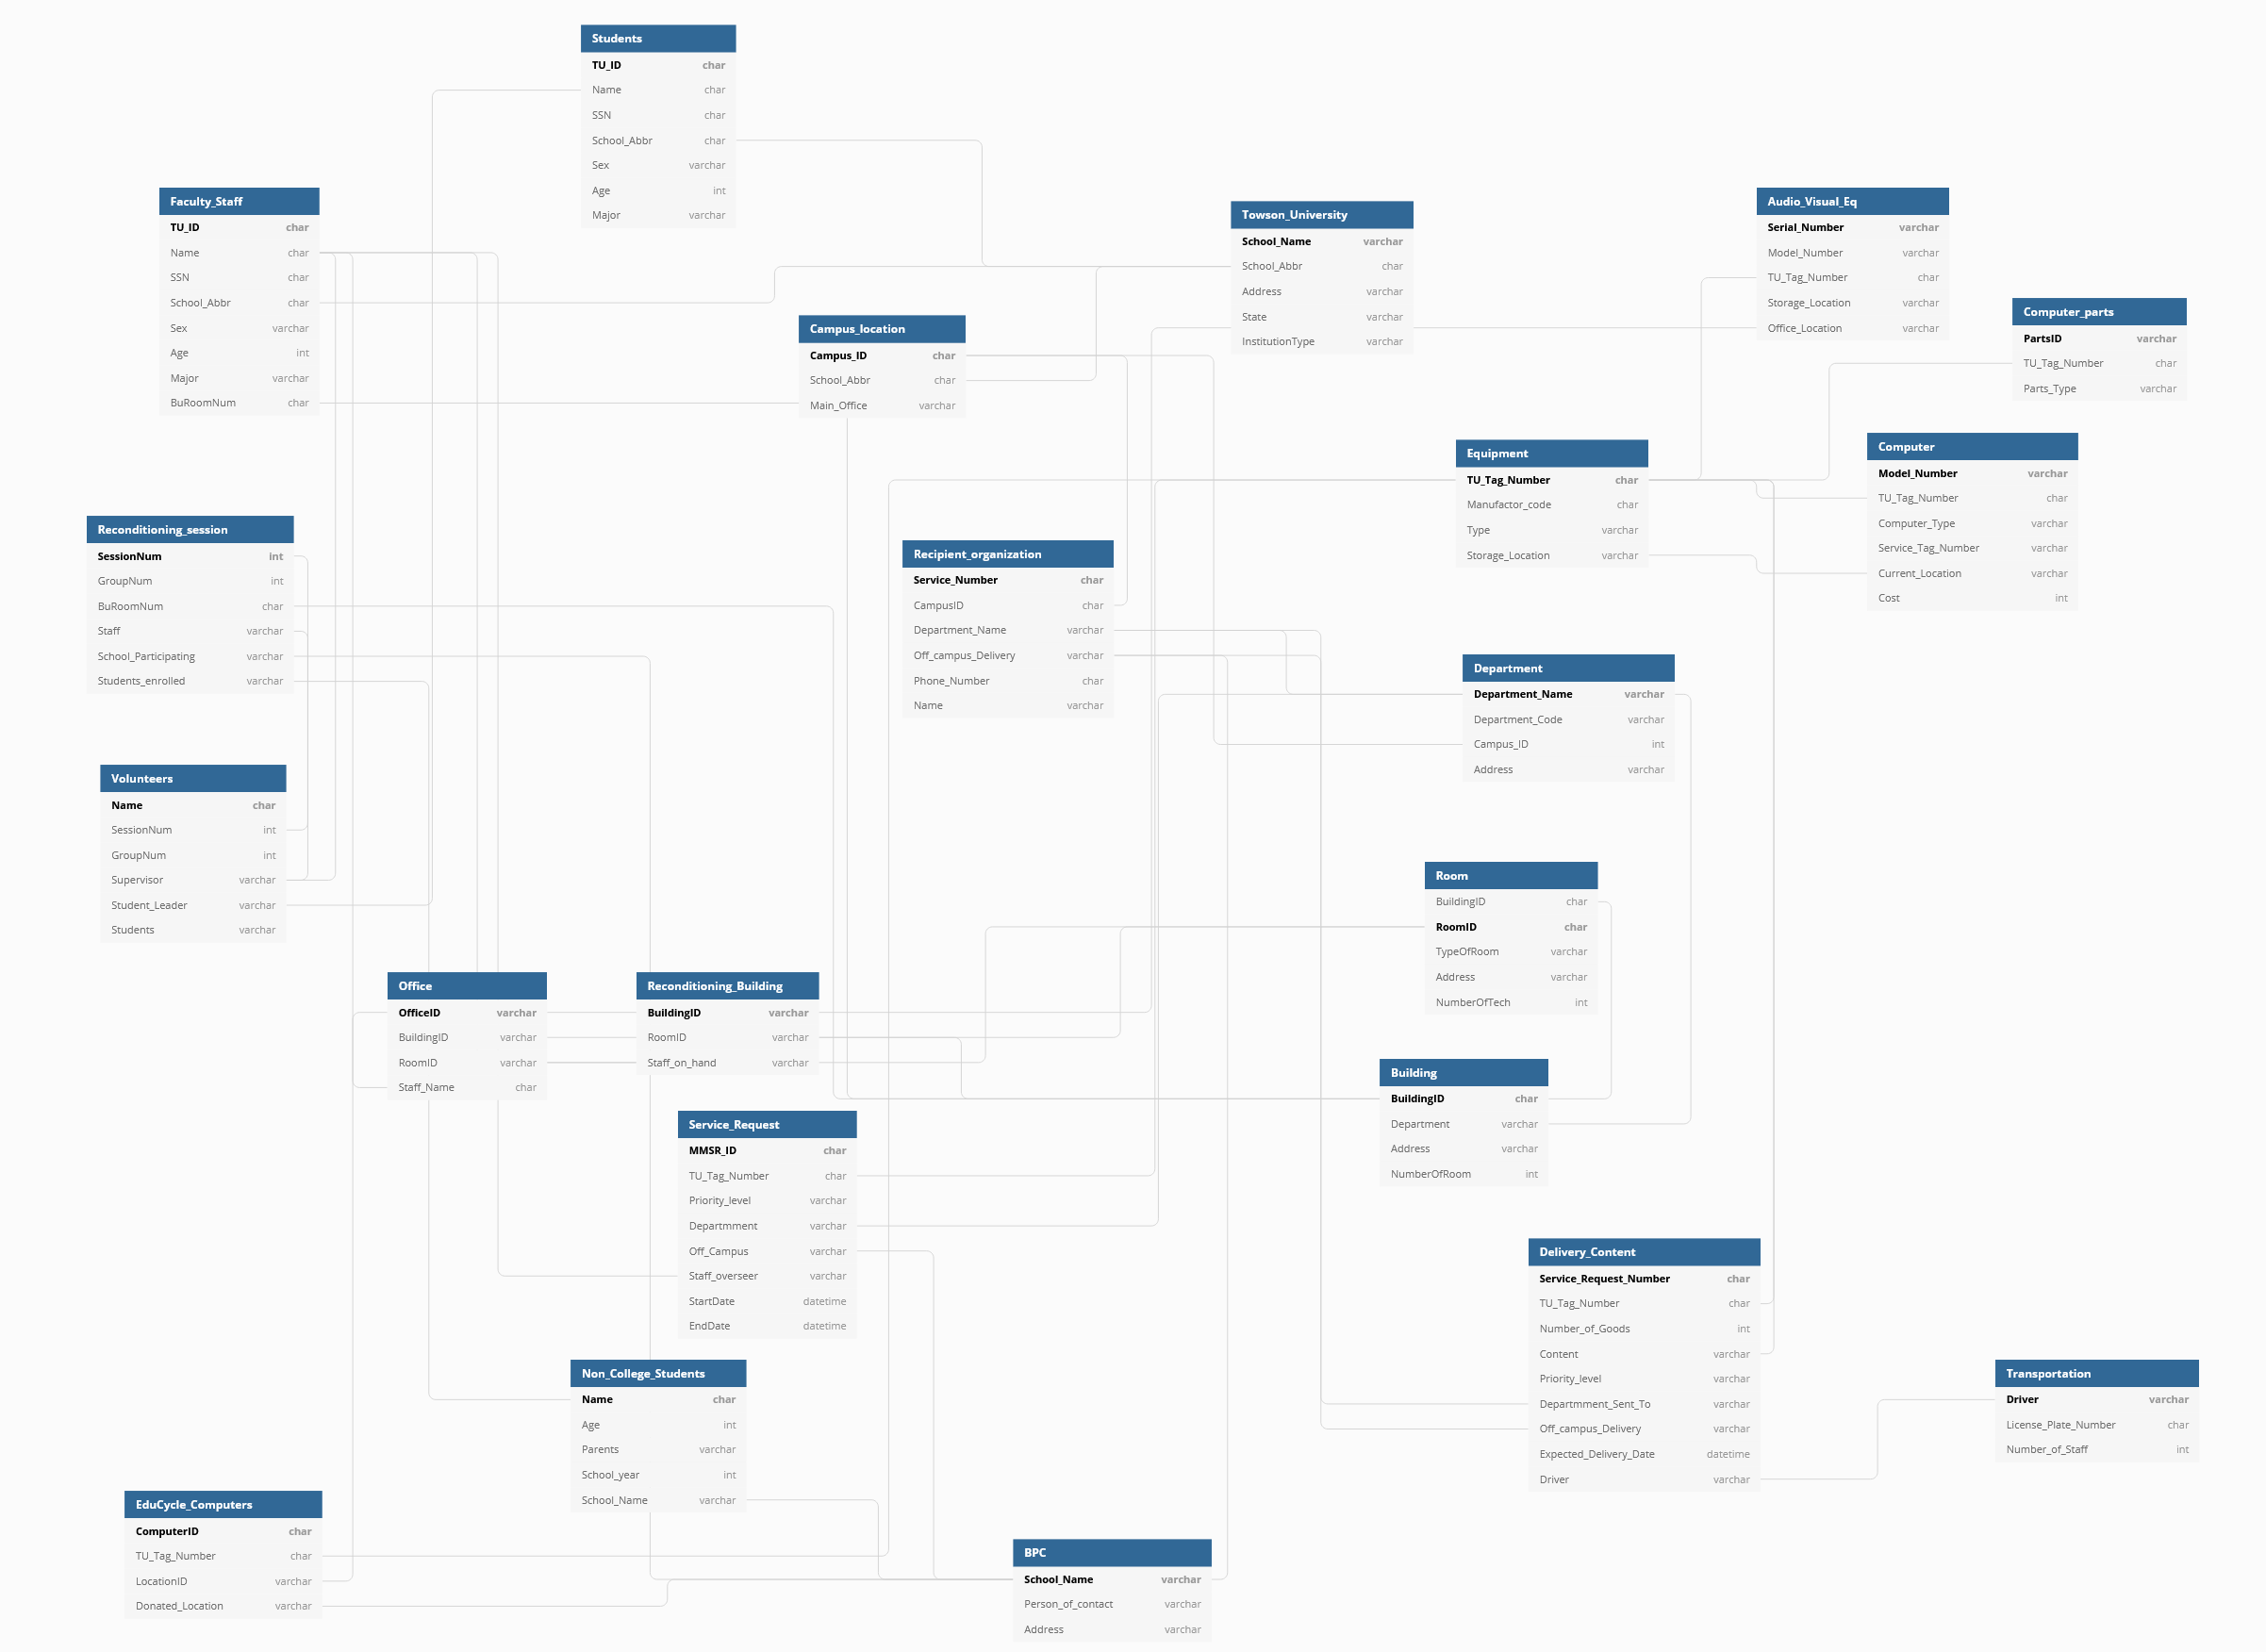 Students
TU_ID char
Name char
SSN char
School_Abbr char
Sex varchar
Age int
Major varchar
Faculty_Staff
TU_ID char
Name char
SSN char
School_Abbr char
Sex varchar
Age int
Major varchar
BuRoomNum char
Towson_University
School_Name varchar
School_Abbr char
Address varchar
State varchar
InstitutionType varchar
Audio_Visual_Eq
Serial_Number varchar
Model_Number varchar
TU_Tag_Number char
Storage_Location varchar
Office_Location varchar
Computer_parts
PartsID varchar
TU_Tag_Number char
Parts_Type varchar
Campus_location
Campus_ID char
School_Abbr char
Main_Office varchar
Equipment
TU_Tag_Number char
Manufactor_code char
Type varchar
Storage_Location varchar
Computer
Model_Number varchar
TU_Tag_Number char
Computer_Type varchar
Service_Tag_Number varchar
Current_Location varchar
Cost int
Reconditioning_session
SessionNum int
GroupNum int
BuRoomNum char
Staff varchar
School_Participating varchar
Students_enrolled varchar
Recipient_organization
Service_Number char
CampusID char
Department_Name varchar
Off_campus_Delivery varchar
Phone_Number char
Name varchar
Department
Department_Name varchar
Department_Code varchar
Campus_ID int
Address varchar
Volunteers
Name char
SessionNum int
GroupNum int
Supervisor varchar
Student_Leader varchar
Students varchar
Room
BuildingID char
RoomID char
TypeOfRoom varchar
Address varchar
NumberOfTech int
Office
OfficeID varchar
BuildingID varchar
RoomID varchar
Staff_Name char
Reconditioning_Building
BuildingID varchar
RoomID varchar
Staff_on_hand varchar
Building
BuildingID char
Department varchar
Address varchar
NumberOfRoom int
Service_Request
MMSR_ID char
TU_Tag_Number char
Priority_level varchar
Departmment varchar
Off_Campus varchar
Staff_overseer varchar
StartDate datetime
EndDate datetime
Delivery_Content
Service_Request_Number char
TU_Tag_Number char
Number_of_Goods int
Content varchar
Priority_level varchar
Departmment_Sent_To varchar
Off_campus_Delivery varchar
Expected_Delivery_Date datetime
Driver varchar
Non_College_Students
Name char
Age int
Parents varchar
School_year int
School_Name varchar
Transportation
Driver varchar
License_Plate_Number char
Number_of_Staff int
EduCycle_Computers
ComputerID char
TU_Tag_Number char
LocationID varchar
Donated_Location varchar
BPC
School_Name varchar
Person_of_contact varchar
Address varchar